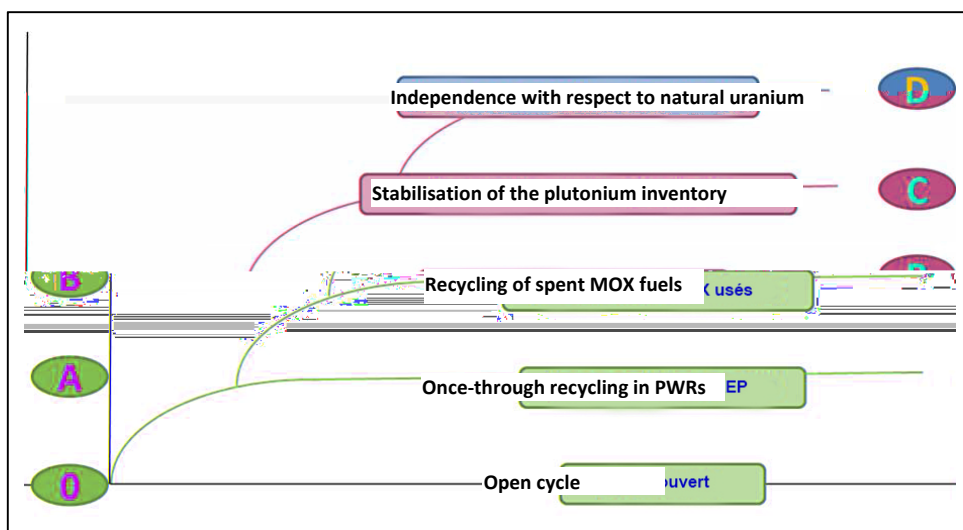 Independence with respect to natural uranium
D
Stabilisation of the plutonium inventory
C
B
Recycling of spent MOX fuels
X usés
A
Once-through recycling in PWRs
EP
0
Open cycle
ouvert